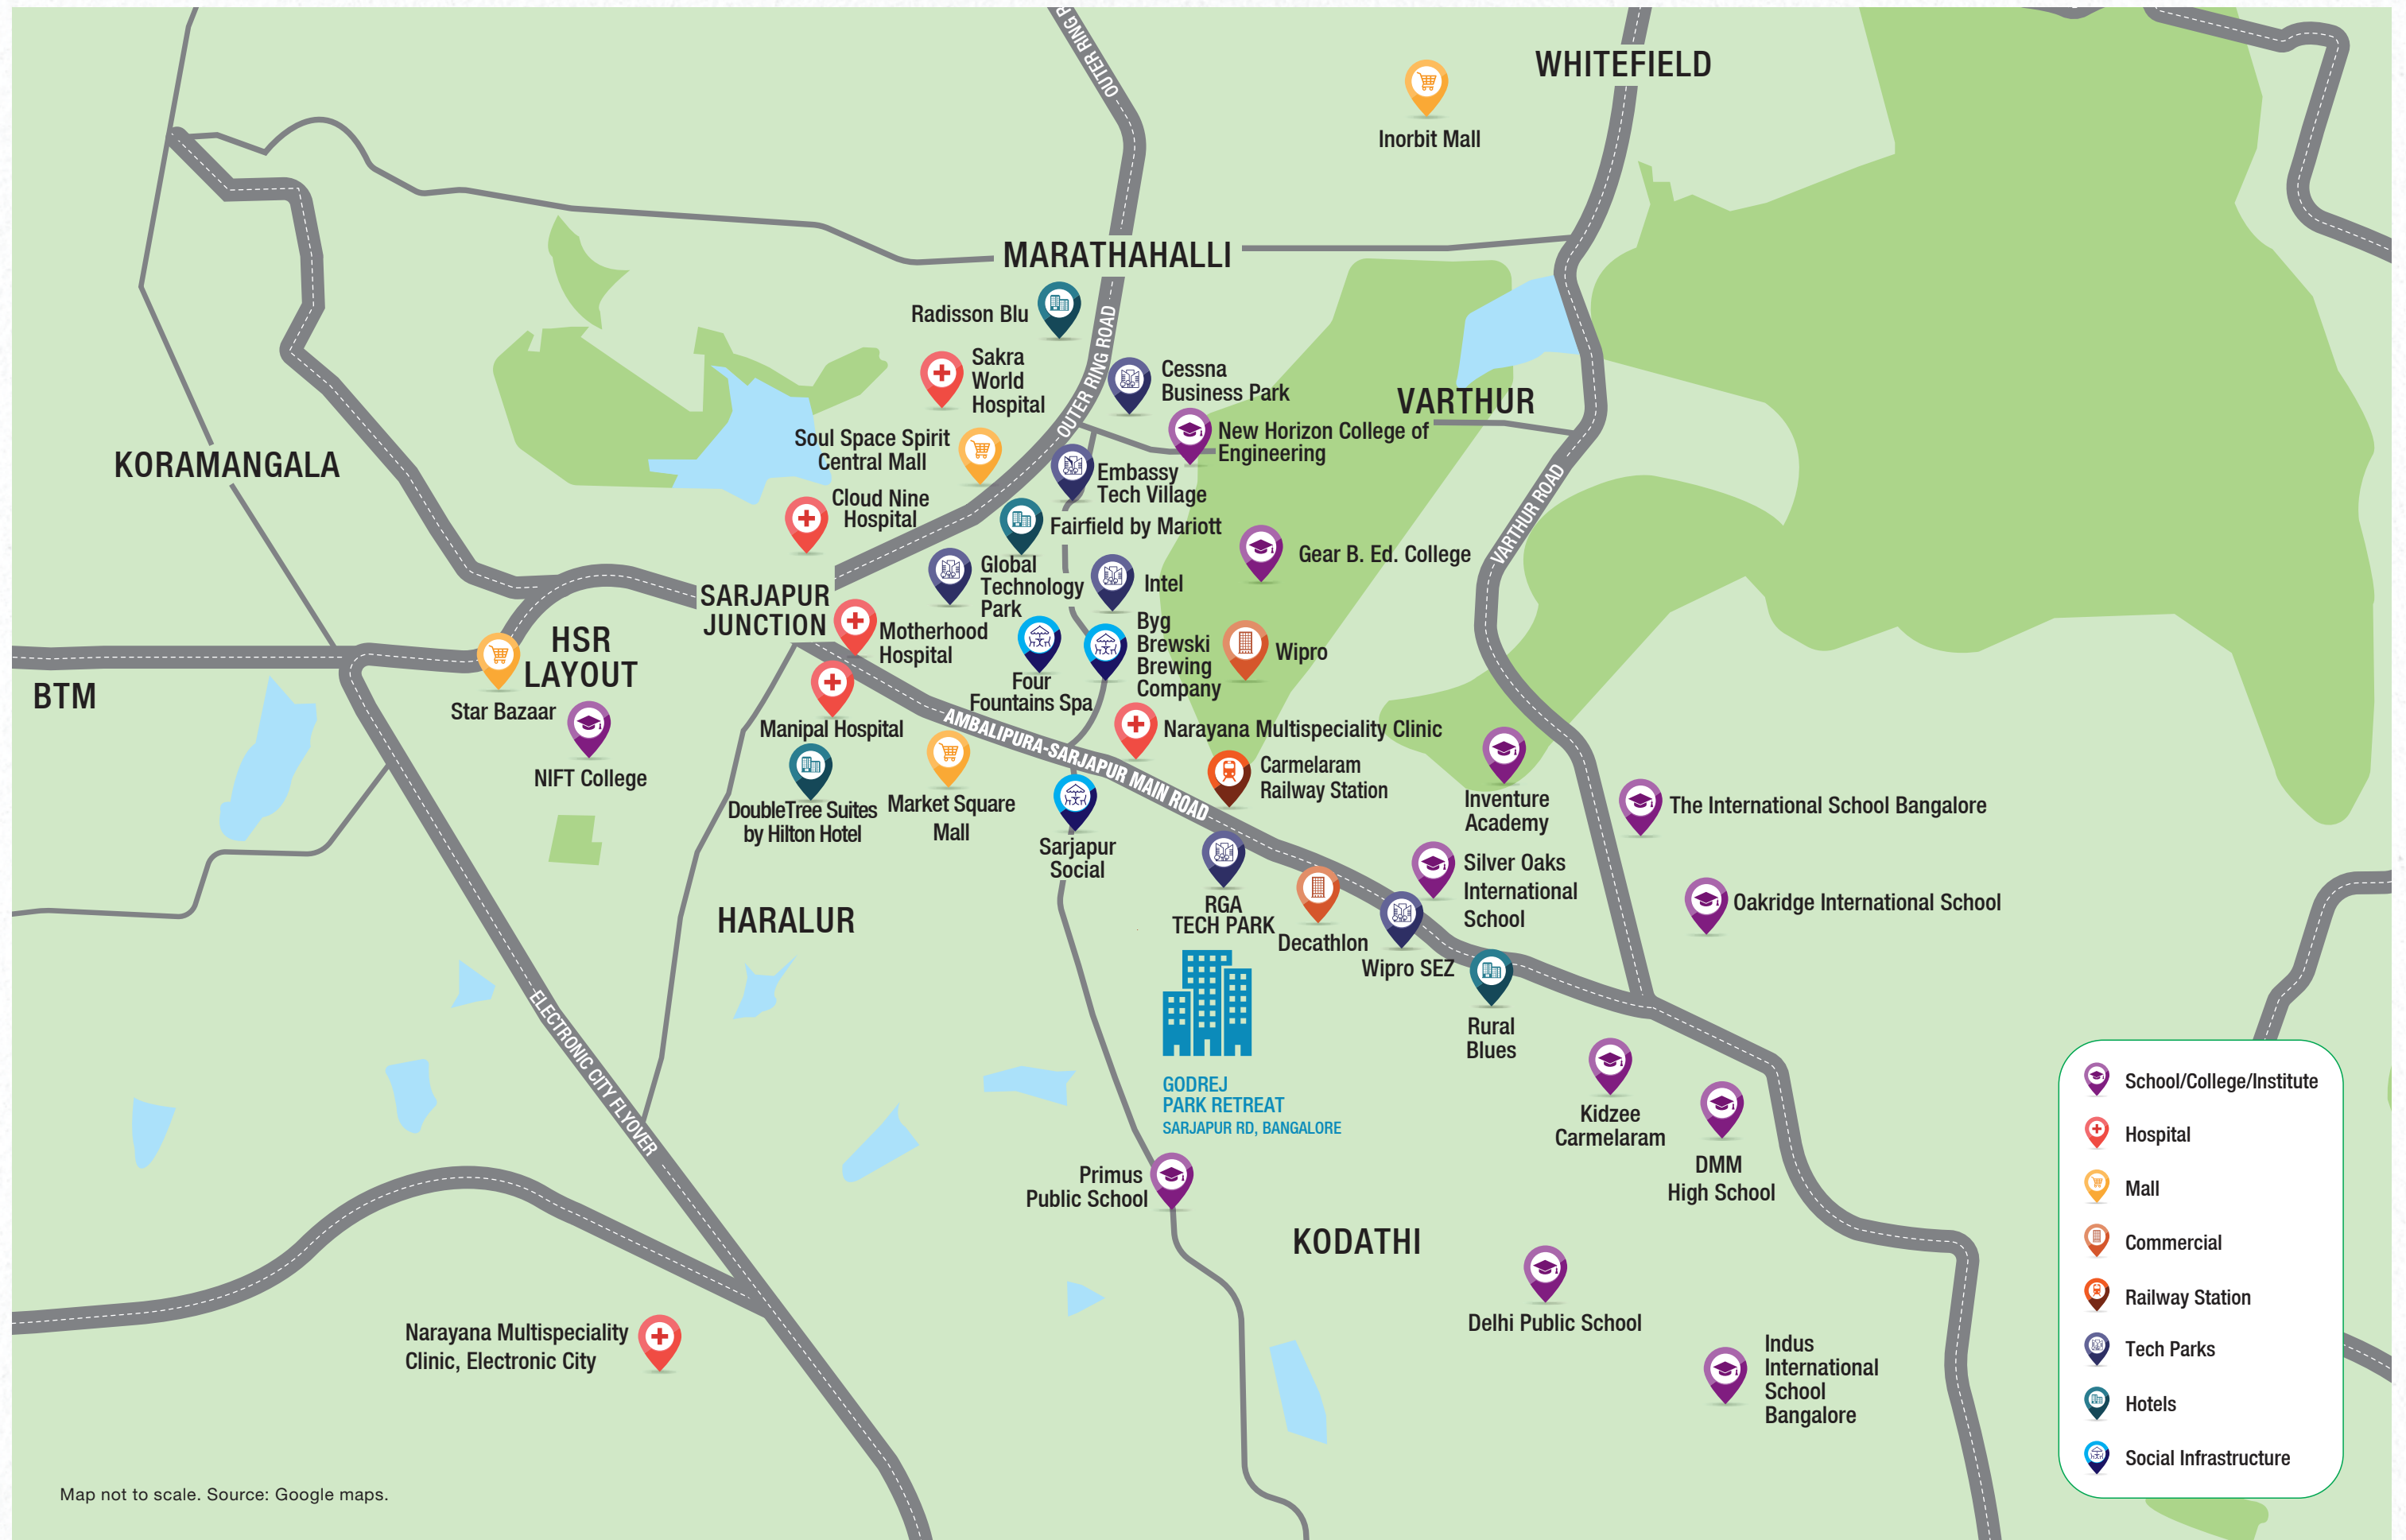 OUTER RING R
WHITEFIELD
Inorbit Mall
MARATHAHALLI
Radisson Blu
OUTER RING ROAD
Sakra
World
Hospital
Cessna
Business Park
VARTHUR
New Horizon College of
Engineering
Soul Space Spirit
Central Mall
KORAMANGALA
Embassy
Tech Village
Cloud Nine
Hospital
Fairfield by Mariott
VARTHUR ROAD
Gear B. Ed. College
Global
Technology
Park
Intel
SARJAPUR
JUNCTION
HSR
LAYOUT
Motherhood
Hospital
Byg
Brewski
Brewing
Company
Wipro
BTM
Star Bazaar
Four
Fountains Spa
Manipal Hospital
AMBALIPURA-SARJAPUR MAIN ROAD
Narayana Multispeciality Clinic
NIFT College
Carmelaram
Railway Station
DoubleTree Suites
by Hilton Hotel
Market Square
Mall
Inventure
Academy
The International School Bangalore
Sarjapur
Social
Silver Oaks
International
School
RGA
TECH PARK
Oakridge International School
HARALUR
Decathlon
Wipro SEZ
Rural
Blues
ELECTRONIC CITY FLYOVER
GODREJ
PARK RETREAT
SARJAPUR RD, BANGALORE
Kidzee
Carmelaram
DMM
High School
Primus
Public School
KODATHI
Delhi Public School
Narayana Multispeciality
Clinic, Electronic City
Indus
International
School
Bangalore
School/College/Institute
Hospital
Mall
Commercial
Railway Station
Tech Parks
Hotels
Social Infrastructure
Map not to scale. Source: Google maps.